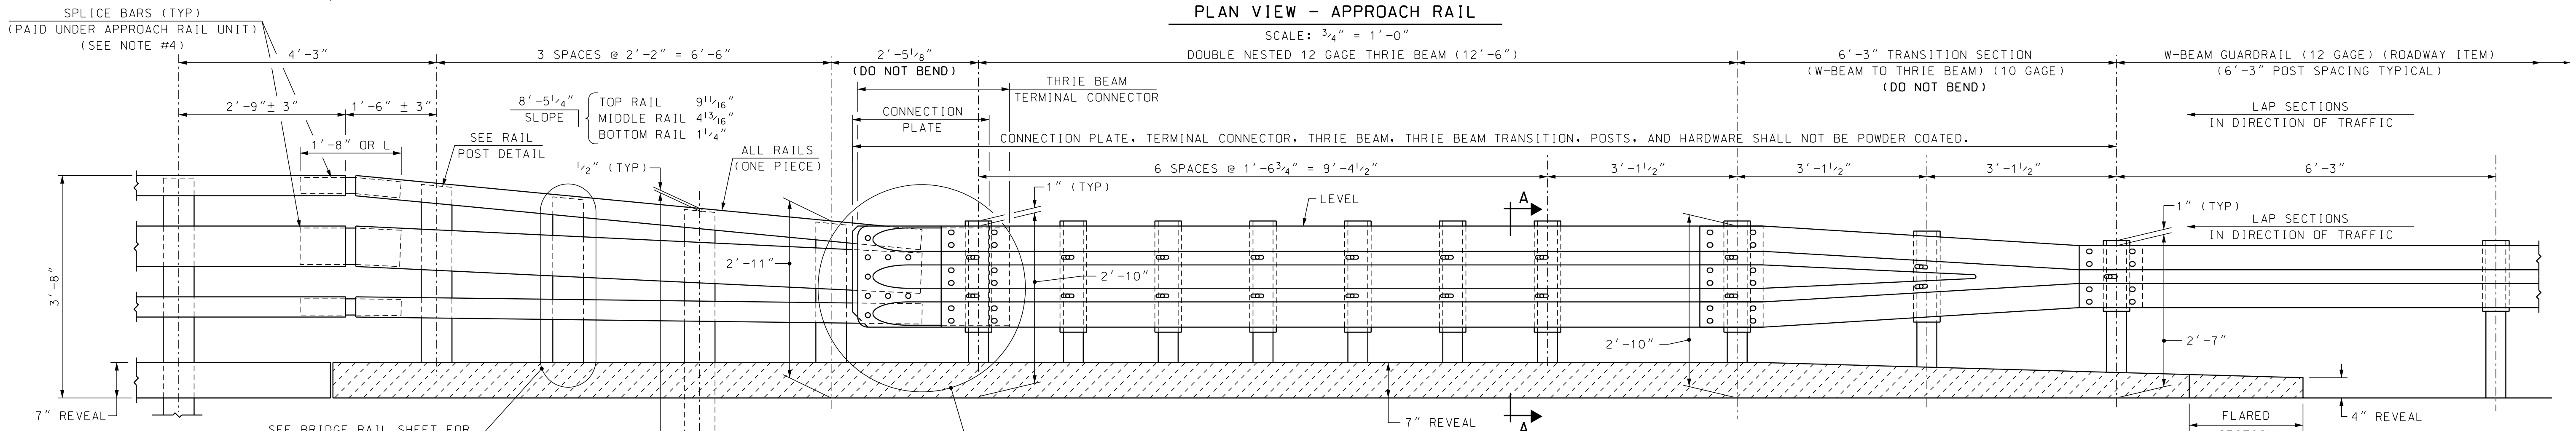 PLAN VIEW - APPROACH RAIL
SCALE: 3/4" = 1'-0"
SPLICE BARS (TYP)
(PAID UNDER APPROACH RAIL UNIT)
(SEE NOTE #4)
4'-3"
3 SPACES @ 2'-2" = 6'-6"
2'-5 1/8"
(DO NOT BEND)
DOUBLE NESTED 12 GAGE THRIE BEAM (12'-6")
6'-3" TRANSITION SECTION
(W-BEAM TO THRIE BEAM) (10 GAGE)
(DO NOT BEND)
W-BEAM GUARDRAIL (12 GAGE) (ROADWAY ITEM)
(6'-3" POST SPACING TYPICAL)
2'-9" ± 3"
1'-6" ± 3"
8'-5 1/4"
SLOPE
TOP RAIL 9 11/16"
MIDDLE RAIL 4 13/16"
BOTTOM RAIL 1 1/4"
THRIE BEAM
TERMINAL CONNECTOR
CONNECTION
PLATE
LAP SECTIONS
IN DIRECTION OF TRAFFIC
CONNECTION PLATE, TERMINAL CONNECTOR, THRIE BEAM, THRIE BEAM TRANSITION, POSTS, AND HARDWARE SHALL NOT BE POWDER COATED.
1'-8" OR L
SEE RAIL
POST DETAIL
1/2" (TYP)
ALL RAILS
(ONE PIECE)
6 SPACES @ 1'-6 3/4" = 9'-4 1/2"
3'-1 1/2"
3'-1 1/2"
3'-1 1/2"
6'-3"
1" (TYP)
LEVEL
A
1" (TYP)
LAP SECTIONS
IN DIRECTION OF TRAFFIC
3'-8"
2'-11"
2'-10"
2'-10"
2'-7"
7" REVEAL
7" REVEAL
A
FLARED
4" REVEAL
SEE BRIDGE RAIL SHEET FOR